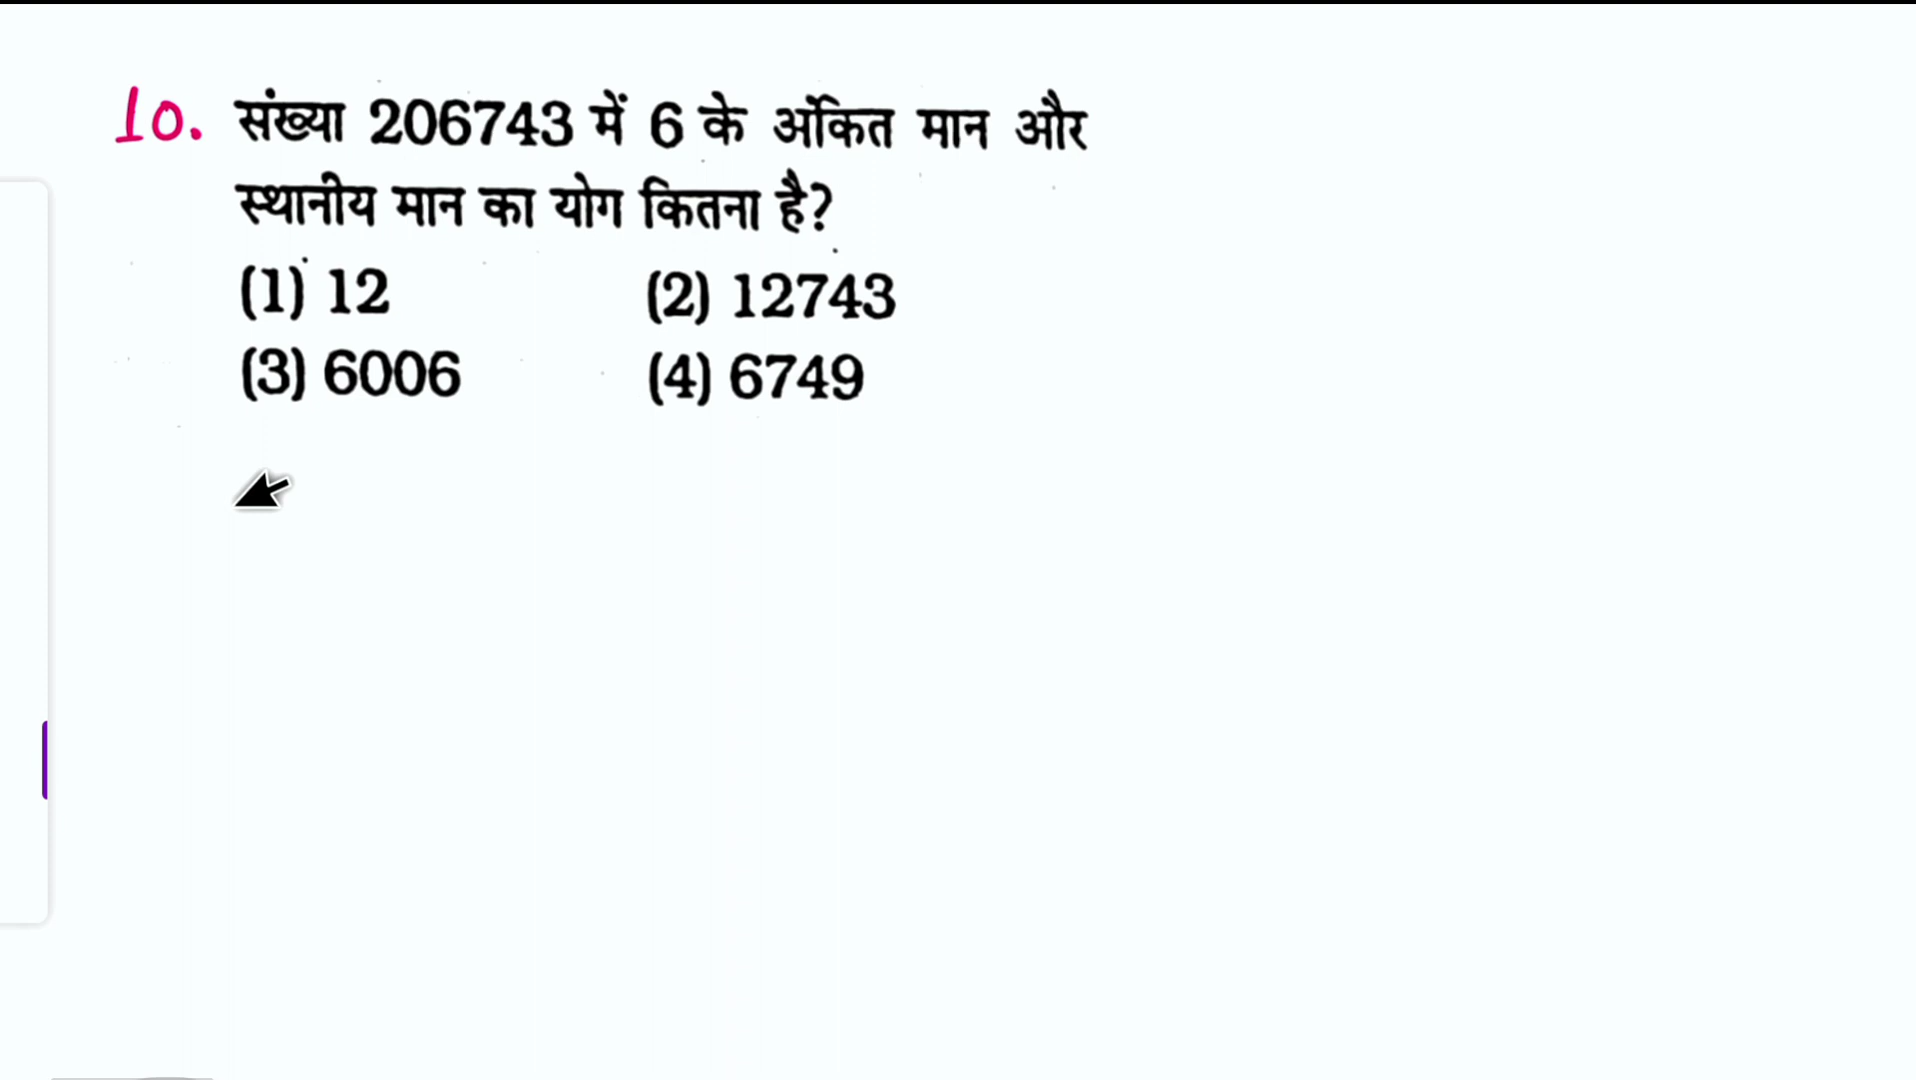 10. संख्या 206743 में 6 के अंकित मान और
स्थानीय मान का योग कितना है?
(1) 12 (2) 12743
(3) 6006 (4) 6749